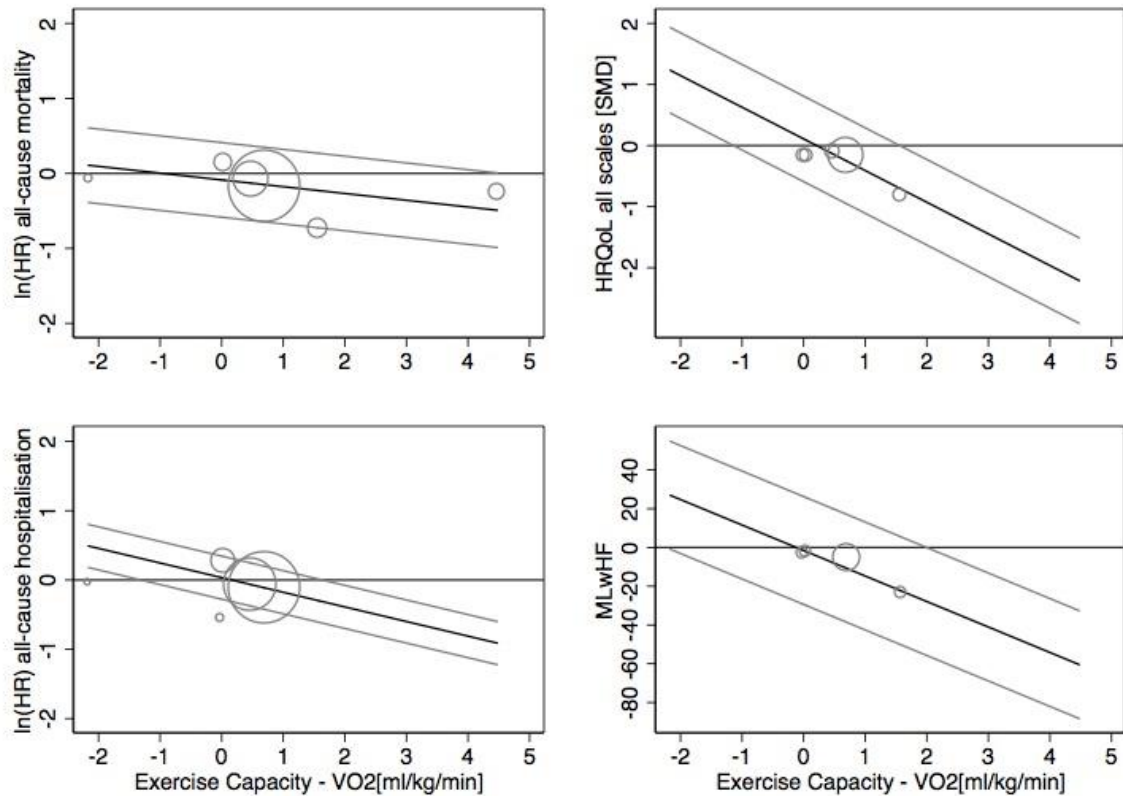 ln(HR) all-cause mortality
2
1
0
-1
-2
-2 -1 0 1 2 3 4 5
HRQoL all scales [SMD]
2
1
0
-1
-2
-2 -1 0 1 2 3 4 5
ln(HR) all-cause hospitalisation
2
1
0
-1
-2
-2 -1 0 1 2 3 4 5
Exercise Capacity - VO2[ml/kg/min]
MLwHF
40
20
0
-20
-40
-60
-80
-2 -1 0 1 2 3 4 5
Exercise Capacity - VO2[ml/kg/min]